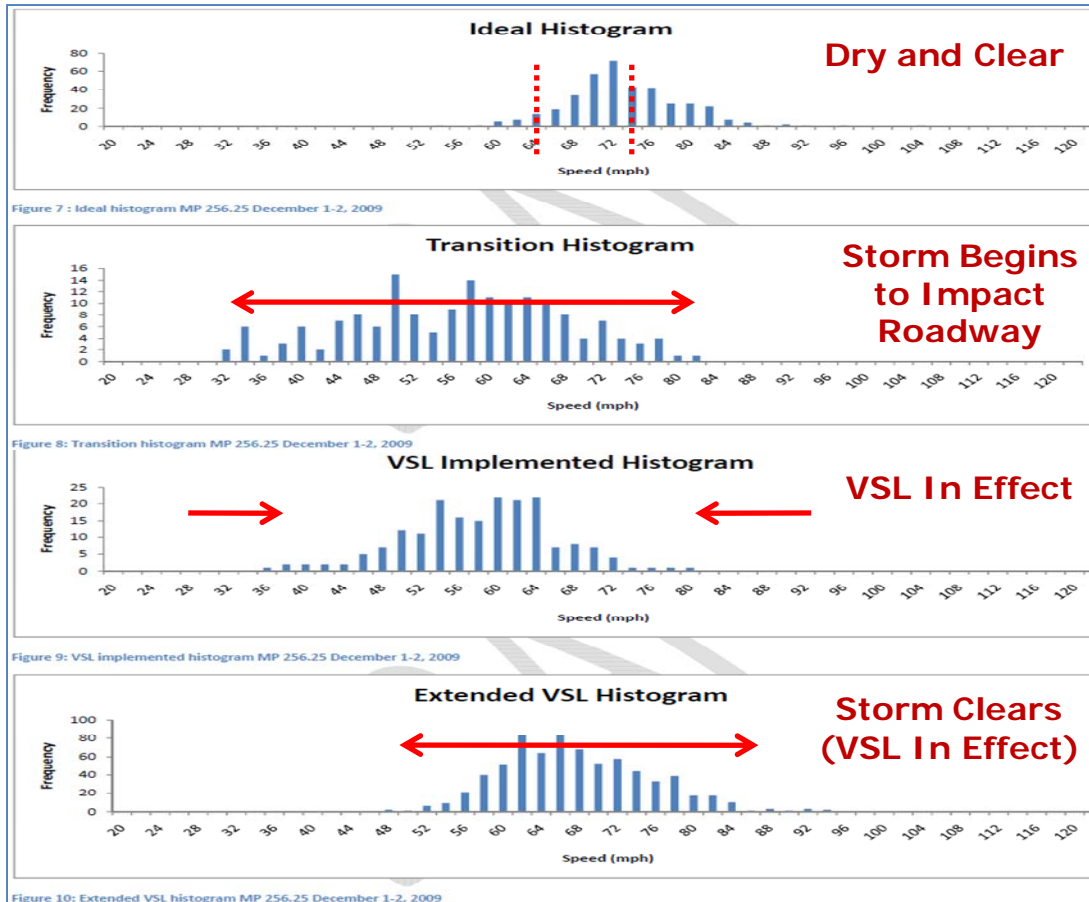 Ideal Histogram
Dry and Clear
80
60
40
20
0
Frequency
20 24 28 32 36 40 44 48 52 56 60 64 68 72 76 80 84 88 92 96 100 104 108 112 116 120
Speed (mph)
Figure 7 : Ideal histogram MP 256.25 December 1-2, 2009
Transition Histogram
Storm Begins
to Impact
Roadway
16
14
12
10
8
6
4
2
0
Frequency
20 24 28 32 36 40 44 48 52 56 60 64 68 72 76 80 84 88 92 96 100 104 108 112 116 120
Speed (mph)
Figure 8: Transition histogram MP 256.25 December 1-2, 2009
VSL Implemented Histogram
VSL In Effect
25
20
15
10
5
0
Frequency
20 24 28 32 36 40 44 48 52 56 60 64 68 72 76 80 84 88 92 96 100 104 108 112 116 120
Speed (mph)
Figure 9: VSL implemented histogram MP 256.25 December 1-2, 2009
Extended VSL Histogram
Storm Clears
(VSL In Effect)
100
80
60
40
20
0
Frequency
20 24 28 32 36 40 44 48 52 56 60 64 68 72 76 80 84 88 92 96 100 104 108 112 116 120
Speed (mph)
Figure 10: Extended VSL histogram MP 256.25 December 1-2, 2009